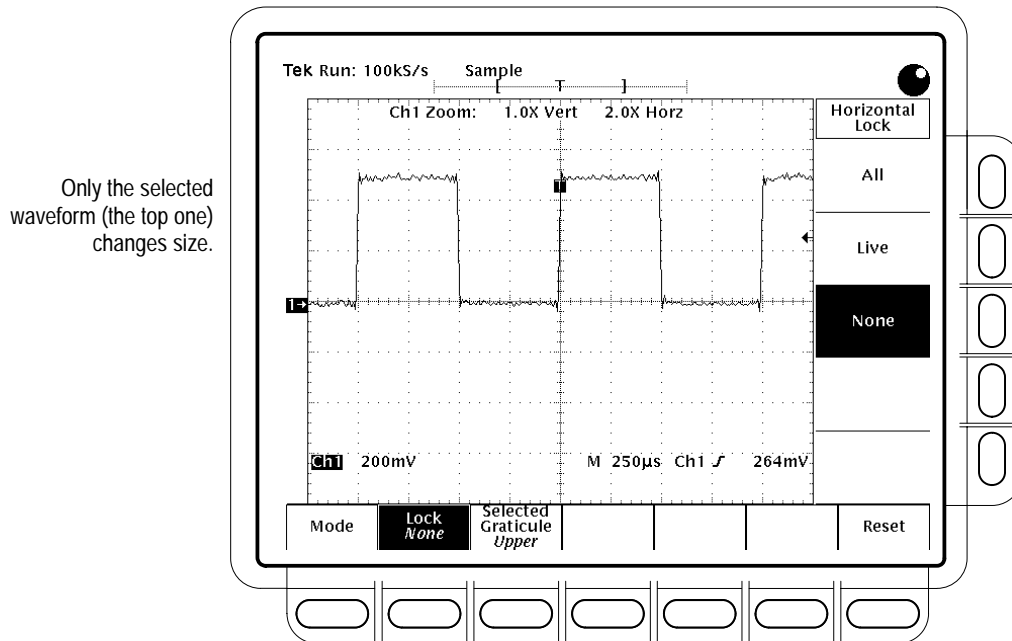 Tek Run: 100kS/s Sample
[ T ]
Ch1 Zoom: 1.0X Vert 2.0X Horz
Horizontal
Lock
All
Live
None
Only the selected
waveform (the top one)
changes size.
T
1→
Ch1 200mV M 250µs Ch1 264mV
Mode
Lock
None
Selected
Graticule
Upper
Reset